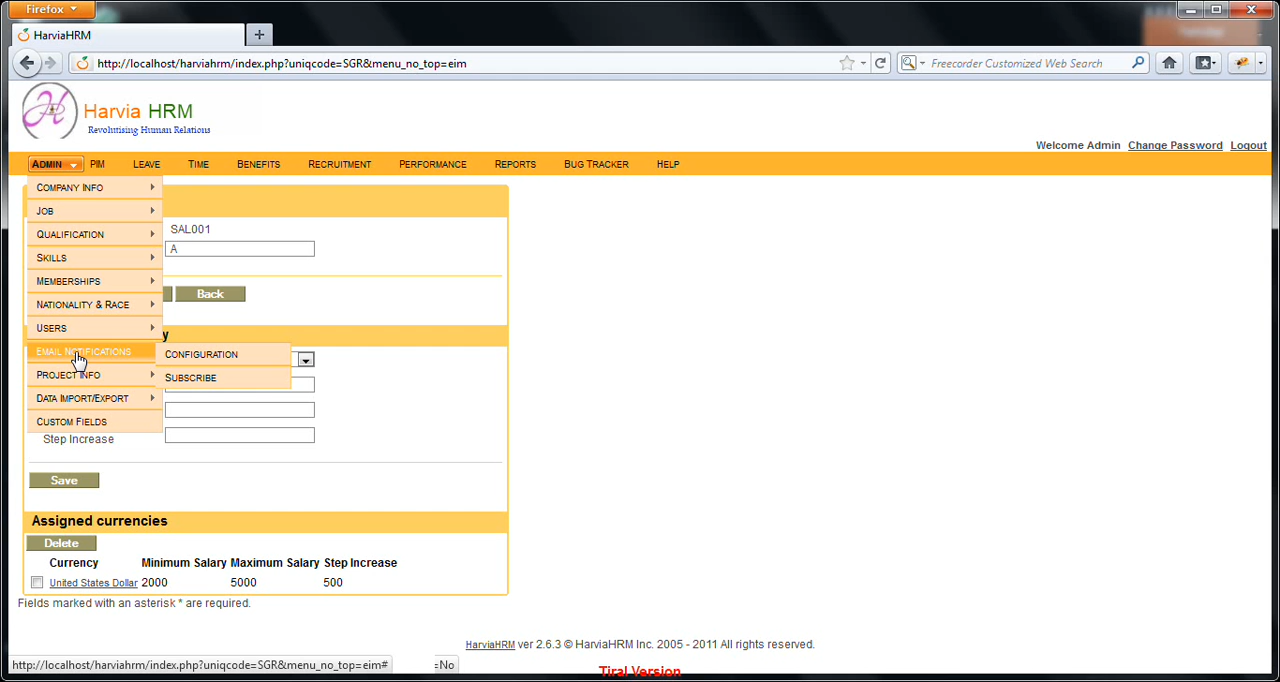 Firefox
HarviaHRM
http://localhost/harviahrm/index.php?uniqcode=SGR&menu_no_top=eim
Freecorder Customized Web Search
Harvia HRM
Revolutising Human Relations
Welcome Admin Change Password Logout
ADMIN PIM LEAVE TIME BENEFITS RECRUITMENT PERFORMANCE REPORTS BUG TRACKER HELP
COMPANY INFO
JOB
SAL001
QUALIFICATION
A
SKILLS
MEMBERSHIPS
Back
NATIONALITY & RACE
USERS
y
EMAIL NOTIFICATIONS
CONFIGURATION
PROJECT INFO
SUBSCRIBE
DATA IMPORT/EXPORT
CUSTOM FIELDS
Step Increase
Save
Assigned currencies
Delete
Currency Minimum Salary Maximum Salary Step Increase
United States Dollar 2000 5000 500
Fields marked with an asterisk * are required.
HarviaHRM ver 2.6.3 © HarviaHRM Inc. 2005 - 2011 All rights reserved.
http://localhost/harviahrm/index.php?uniqcode=SGR&menu_no_top=eim#
=No
Tiral Version